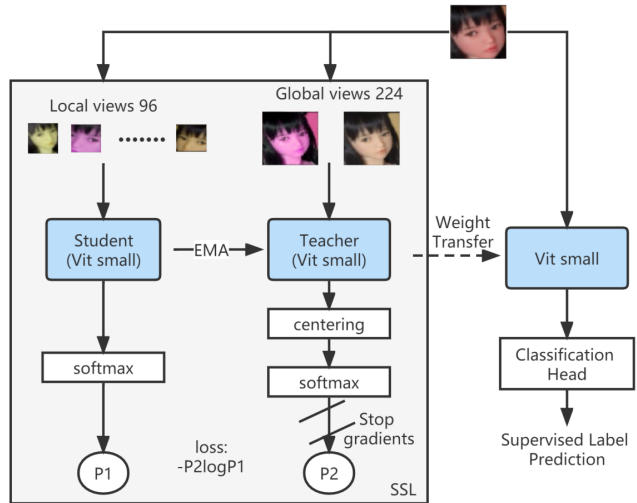 Local views 96
Global views 224
Student
(Vit small)
EMA
Teacher
(Vit small)
Weight
Transfer
Vit small
centering
softmax
softmax
Classification
Head
Stop
gradients
loss:
-P2logP1
P1
P2
SSL
Supervised Label
Prediction